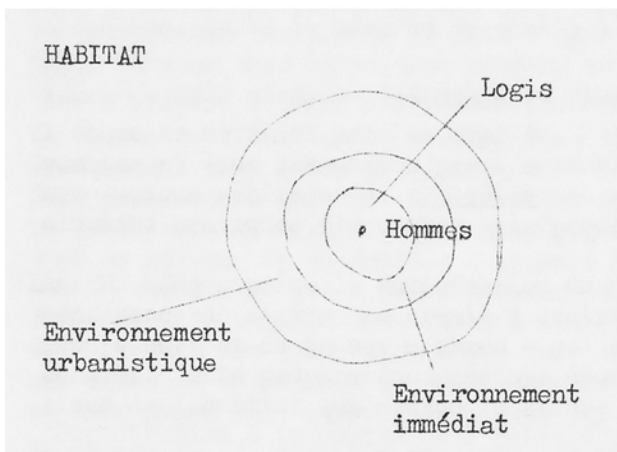 HABITAT
Logis
Hommes
Environnement
urbanistique
Environnement
immédiat